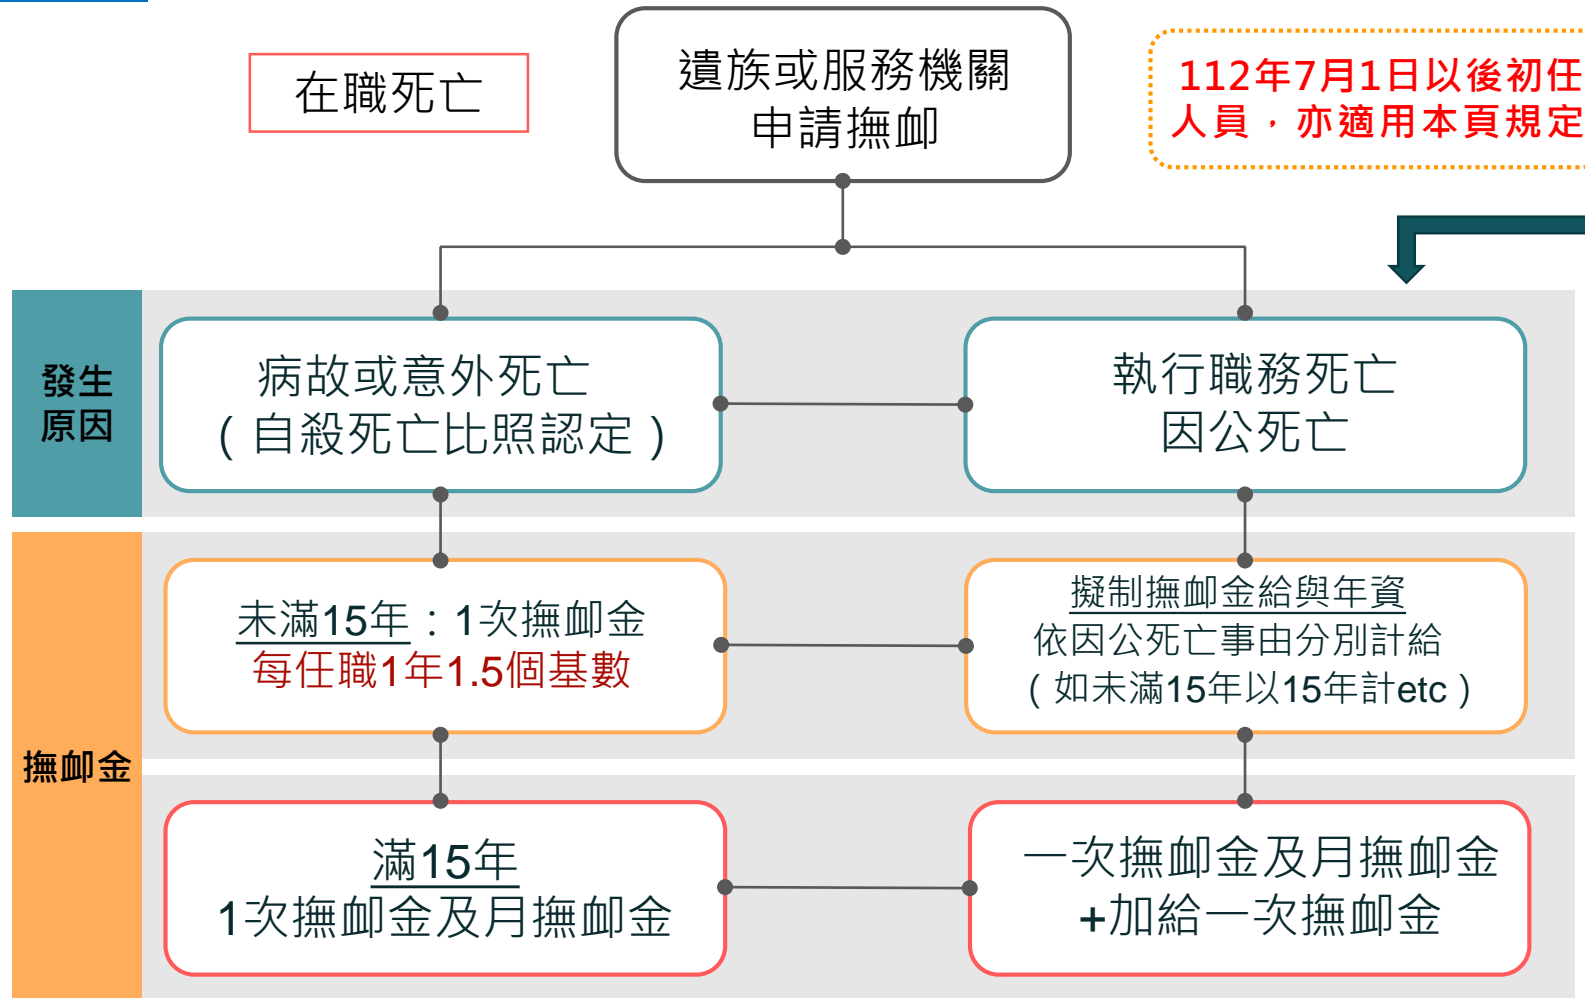 在職死亡
遺族或服務機關
申請撫卹
112年7月1日以後初任
人員，亦適用本頁規定
發生
原因
病故或意外死亡
（自殺死亡比照認定）
執行職務死亡
因公死亡
撫卹金
未滿15年：1次撫卹金
每任職1年1.5個基數
擬制撫卹金給與年資
依因公死亡事由分別計給
（如未滿15年以15年計etc）
滿15年
1次撫卹金及月撫卹金
一次撫卹金及月撫卹金
+加給一次撫卹金